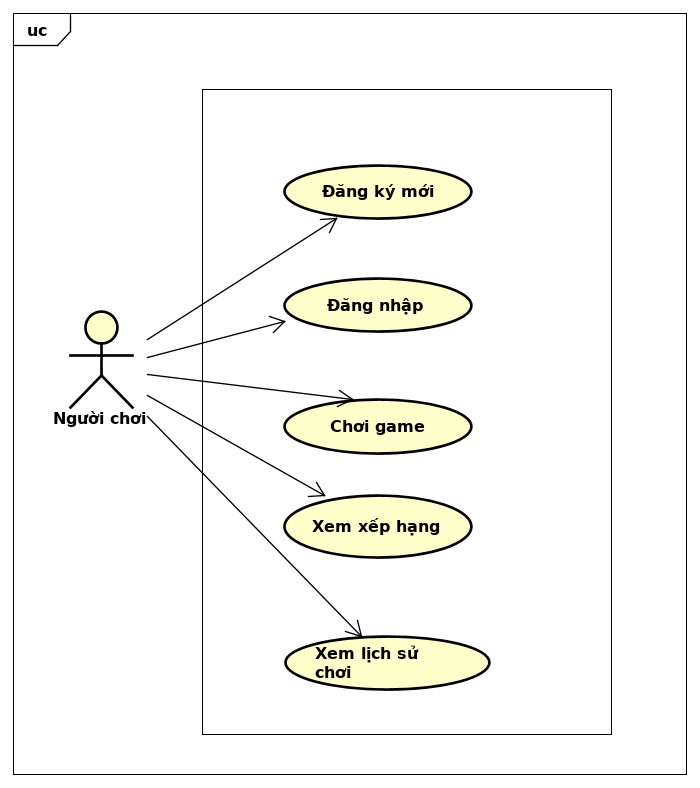 uc
Đăng ký mới
Đăng nhập
Người chơi
Chơi game
Xem xếp hạng
Xem lịch sử
chơi